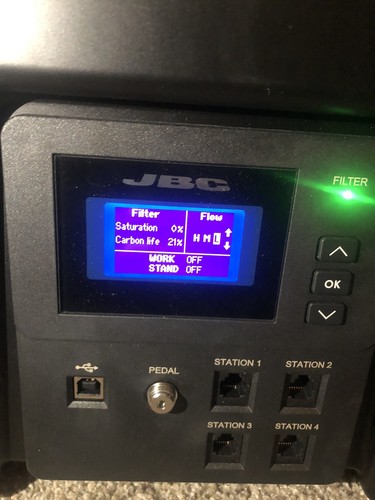 JBC
FILTER
Filter Flow
Saturation 0%
Carbon life 21%
H M L
WORK OFF
STAND OFF
OK
PEDAL
STATION 1
STATION 2
STATION 3
STATION 4